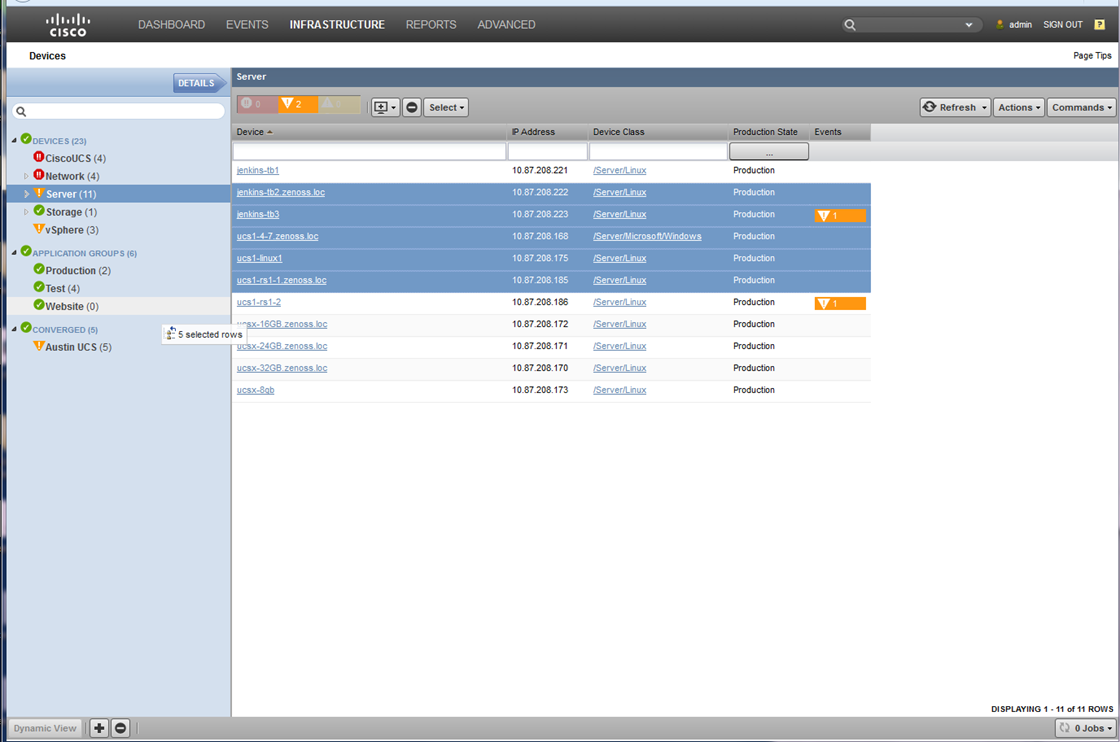 cisco DASHBOARD EVENTS INFRASTRUCTURE REPORTS ADVANCED admin SIGN OUT ?
Devices Page Tips
DETAILS Server
0 2 Select Refresh Actions Commands
Device IP Address Device Class Production State Events
...
DEVICES (23)
CiscoUCS (4)
Network (4)
Server (11)
Storage (1)
vSphere (3)
APPLICATION GROUPS (6)
Production (2)
Test (4)
Website (0)
CONVERGED (5)
Austin UCS (5)
jenkins-tb1 10.87.208.221 /Server/Linux Production
jenkins-tb2.zenoss.loc 10.87.208.222 /Server/Linux Production
jenkins-tb3 10.87.208.223 /Server/Linux Production 1
ucs1-4-7.zenoss.loc 10.87.208.168 /Server/Microsoft/Windows Production
ucs1-linux1 10.87.208.175 /Server/Linux Production
ucs1-rs1-1.zenoss.loc 10.87.208.185 /Server/Linux Production
ucs1-rs1-2 10.87.208.186 /Server/Linux Production 1
ucsx-16GB.zenoss.loc 10.87.208.172 /Server/Linux Production
5 selected rows
ucsx-24GB.zenoss.loc 10.87.208.171 /Server/Linux Production
ucsx-32GB.zenoss.loc 10.87.208.170 /Server/Linux Production
ucsx-8gb 10.87.208.173 /Server/Linux Production
DISPLAYING 1 - 11 of 11 ROWS
Dynamic View 0 Jobs